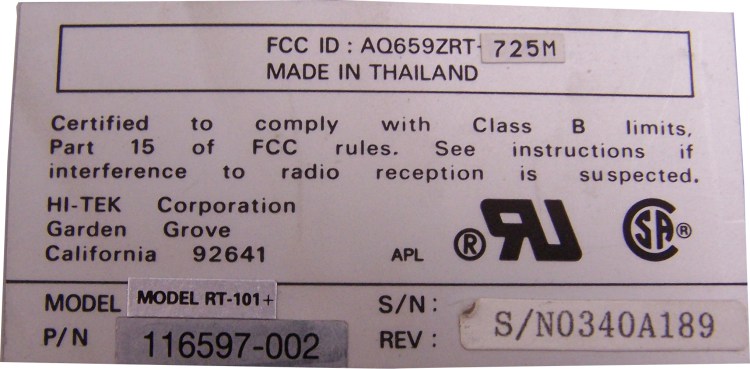 FCC ID : AQ659ZRT- 725M
MADE IN THAILAND
Certified to comply with Class B limits,
Part 15 of FCC rules. See instructions if
interference to radio reception is suspected.
HI-TEK Corporation
Garden Grove
California 92641
APL ® RU SA ®
MODEL MODEL RT-101+
P/N 116597-002
S/N :
REV : S/N0340A189